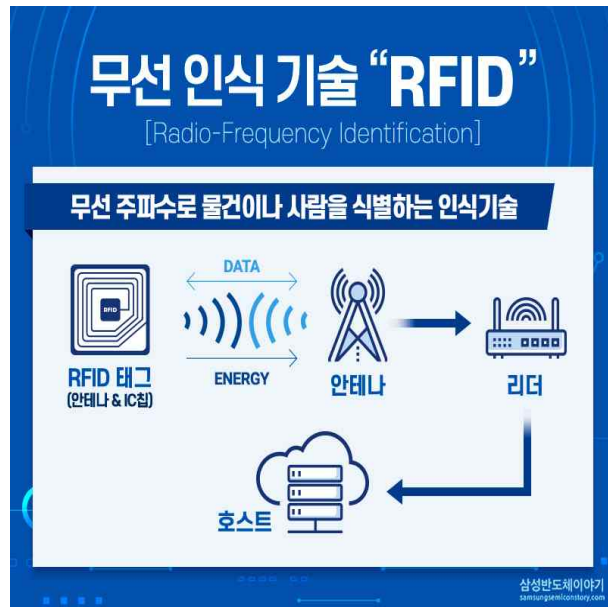 무선 인식 기술 “RFID”
[Radio-Frequency Identification]
무선 주파수로 물건이나 사람을 식별하는 인식기술
RFID
DATA
ENERGY
RFID 태그
(안테나 & IC칩)
안테나
리더
호스트
삼성반도체이야기
samsungsemiconstory.com